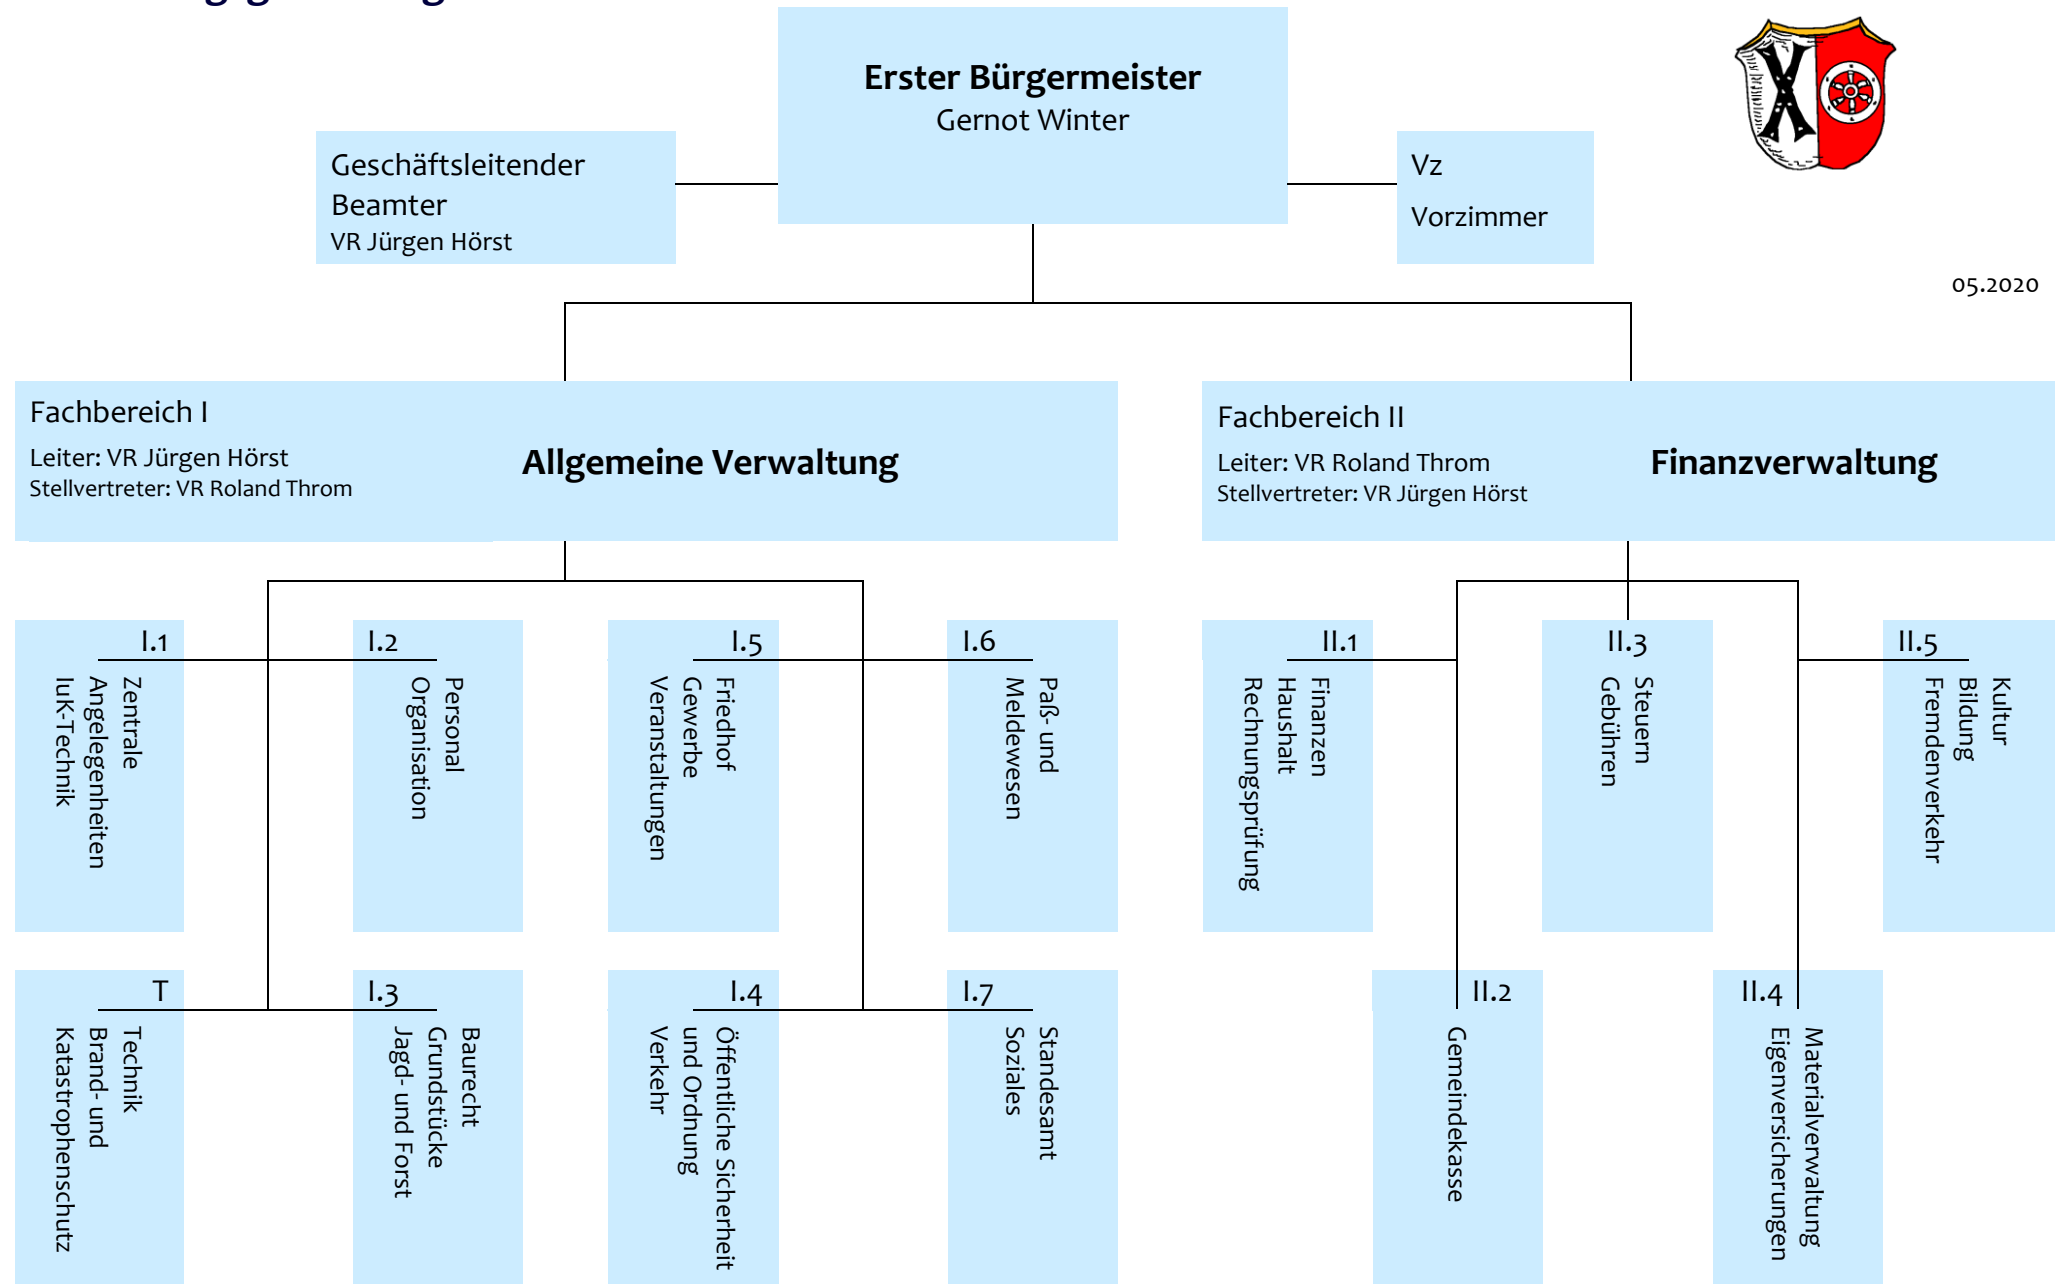 Erster Bürgermeister
Gernot Winter
Geschäftsleitender
Beamter
VR Jürgen Hörst
Vz
Vorzimmer
05.2020
Fachbereich I
Leiter: VR Jürgen Hörst
Stellvertreter: VR Roland Throm
Allgemeine Verwaltung
Fachbereich II
Leiter: VR Roland Throm
Stellvertreter: VR Jürgen Hörst
Finanzverwaltung
I.1
Zentrale
Angelegenheiten
IuK-Technik
I.2
Personal
Organisation
I.5
Friedhof
Gewerbe
Veranstaltungen
I.6
Paß- und
Meldewesen
II.1
Finanzen
Haushalt
Rechnungsprüfung
II.3
Steuern
Gebühren
II.5
Kultur
Bildung
Fremdenverkehr
T
Technik
Brand- und
Katastrophenschutz
I.3
Baurecht
Grundstücke
Jagd- und Forst
I.4
Öffentliche Sicherheit
und Ordnung
Verkehr
I.7
Standesamt
Soziales
II.2
Gemeindekasse
II.4
Materialverwaltung
Eigenversicherungen